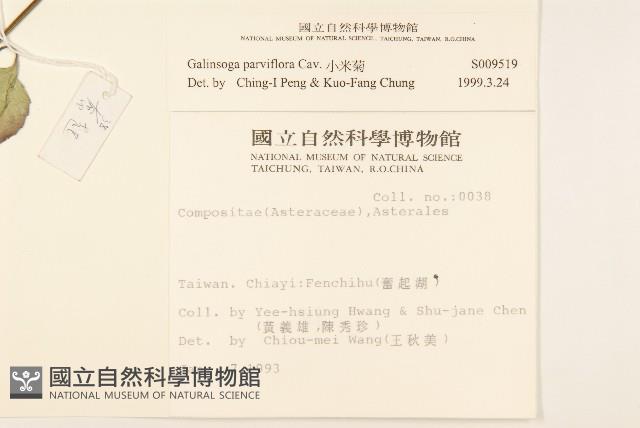 國立自然科學博物館
NATIONAL MUSEUM OF NATURAL SCIENCE, TAICHUNG, TAIWAN, R.O.CHINA
Galinsoga parviflora Cav. 小米菊 S009519
Det. by Ching-I Peng & Kuo-Fang Chung 1999.3.24
國立自然科學博物館
NATIONAL MUSEUM OF NATURAL SCIENCE
TAICHUNG, TAIWAN, R.O.CHINA
Coll. no.:0038
Compositae(Asteraceae),Asterales
Taiwan. Chiayi:Fenchihu(奮起湖)
Coll. by Yee-hsiung Hwang & Shu-jane Chen
(黃義雄,陳秀珍)
Det. by Chiou-mei Wang(王秋美)
國立自然科學博物館
NATIONAL MUSEUM OF NATURAL SCIENCE